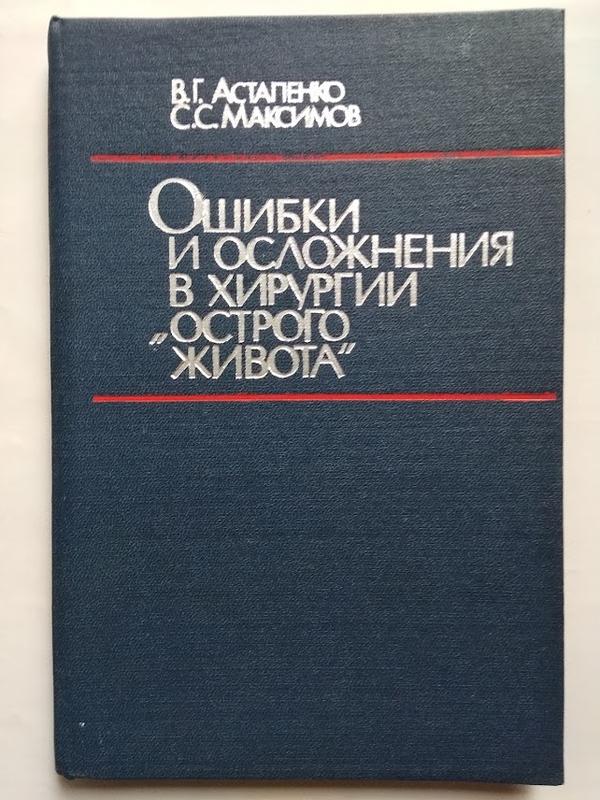 В.Г. Астапенко
С.С. Максимов
Ошибки
и осложнения
в хирургии
„острого
живота"